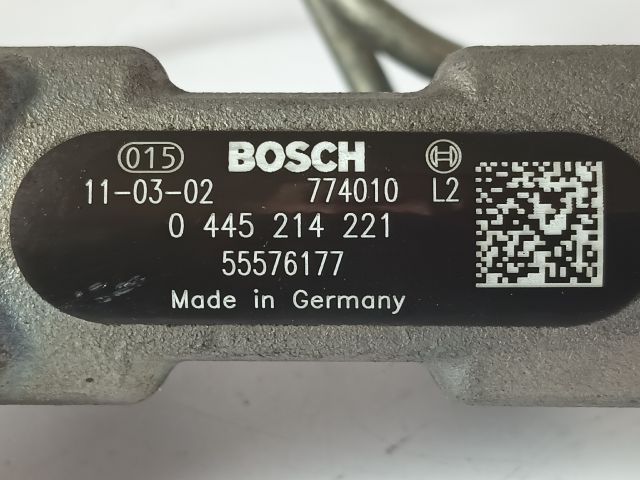 015 BOSCH
11-03-02 774010 L2
0 445 214 221
55576177
Made in Germany